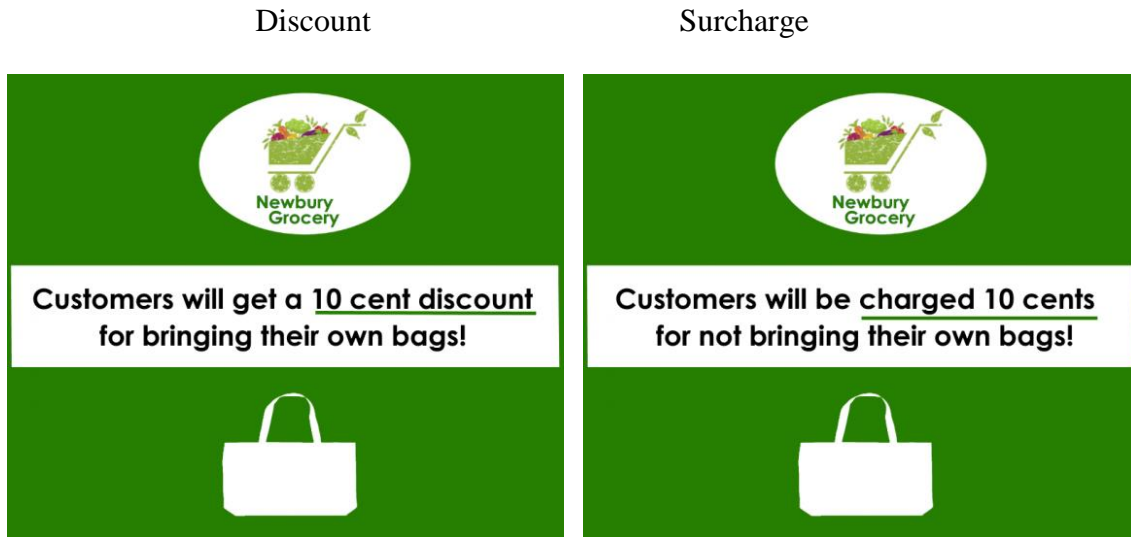 Discount
Surcharge
Newbury
Grocery
Customers will get a 10 cent discount
for bringing their own bags!
Newbury
Grocery
Customers will be charged 10 cents
for not bringing their own bags!